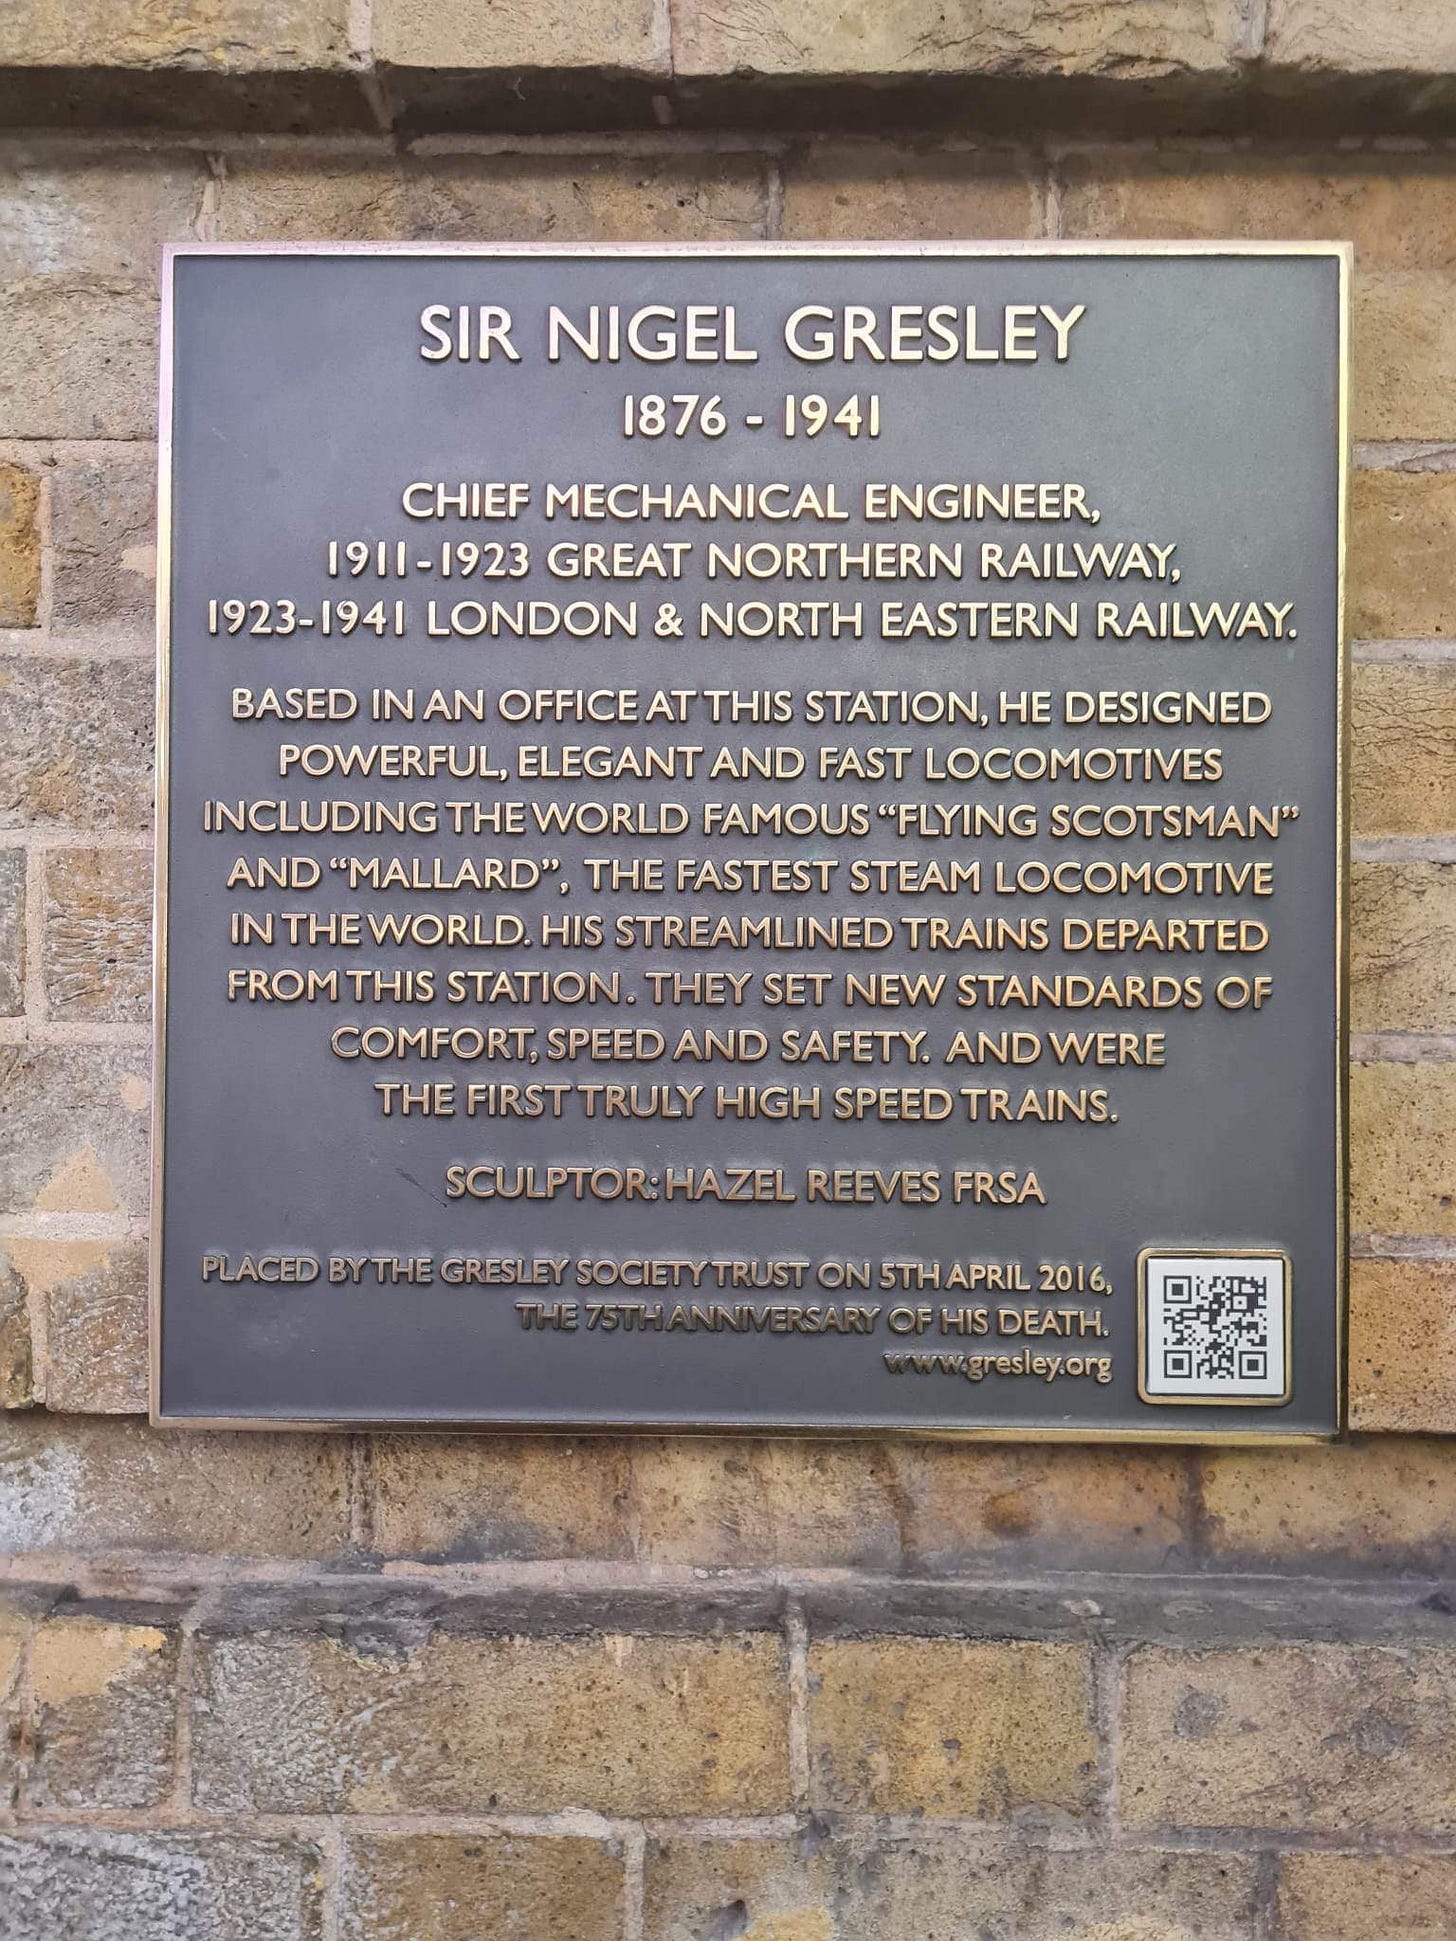 SIR NIGEL GRESLEY
1876 - 1941
CHIEF MECHANICAL ENGINEER,
1911-1923 GREAT NORTHERN RAILWAY,
1923-1941 LONDON & NORTH EASTERN RAILWAY.
BASED IN AN OFFICE AT THIS STATION, HE DESIGNED
POWERFUL, ELEGANT AND FAST LOCOMOTIVES
INCLUDING THE WORLD FAMOUS “FLYING SCOTSMAN”
AND “MALLARD”, THE FASTEST STEAM LOCOMOTIVE
IN THE WORLD. HIS STREAMLINED TRAINS DEPARTED
FROM THIS STATION. THEY SET NEW STANDARDS OF
COMFORT, SPEED AND SAFETY. AND WERE
THE FIRST TRULY HIGH SPEED TRAINS.
SCULPTOR: HAZEL REEVES FRSA
PLACED BY THE GRESLEY SOCIETY TRUST ON 5TH APRIL 2016,
THE 75TH ANNIVERSARY OF HIS DEATH.
www.gresley.org